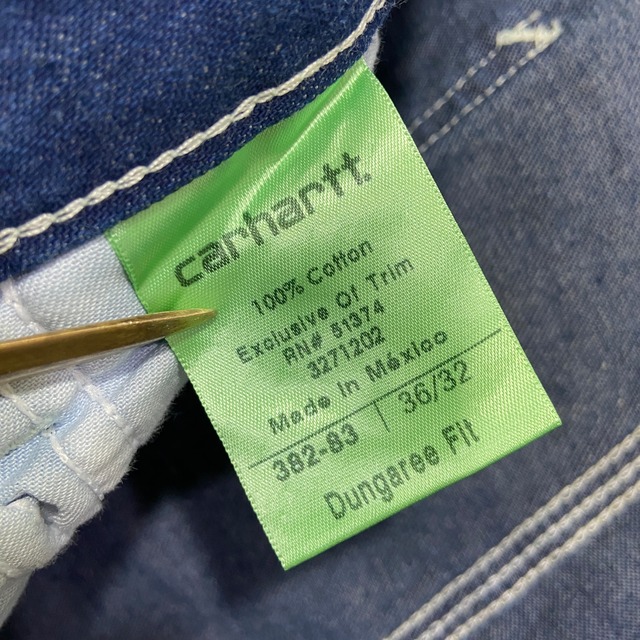 carhartt.
100% Cotton
Exclusive Of Trim
RN# 51374
3271202
Made In México
382-83 | 36/32
Dungaree Fit